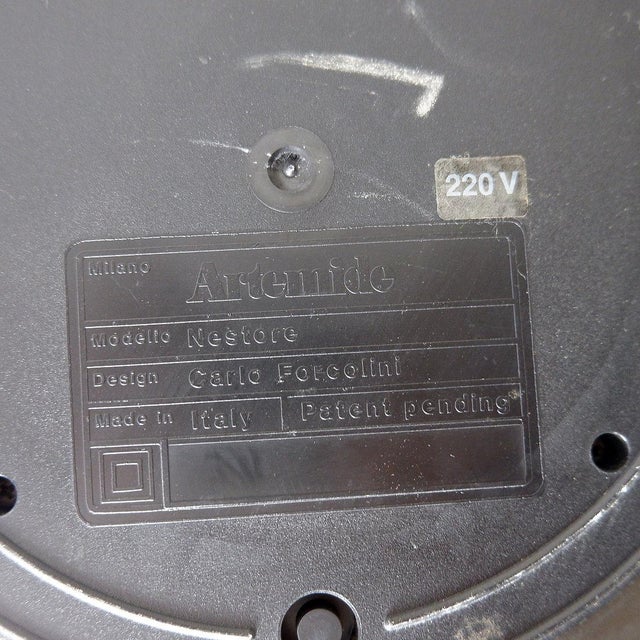 220 V
Milano Artemide
Modello Nestore
Design Carlo Forcolini
Made in Italy Patent pending